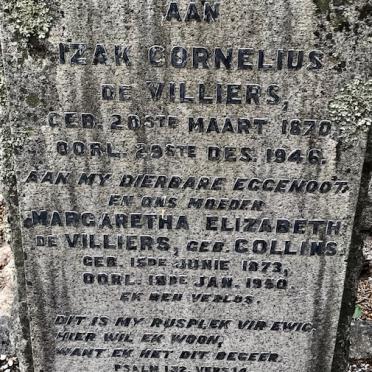 AAN
IZAK CORNELIUS
DE VILLIERS,
GEB. 20STE MAART 1870.
OORL. 29STE DES. 1946.
AAN MY DIERBARE EGGENOOT
EN ONS MOEDER
MARGARETHA ELIZABETH
DE VILLIERS, GEB. COLLINS.
GEB. 15DE JUNIE 1873,
OORL. 18DE JAN. 1950.
EK HEB VERLOS.
DIT IS MY RUSPLEK VIR EWIG.
HIER WIL EK WOON,
WANT EK HET DIT BEGEER.
PSALM 132, VERS 14.